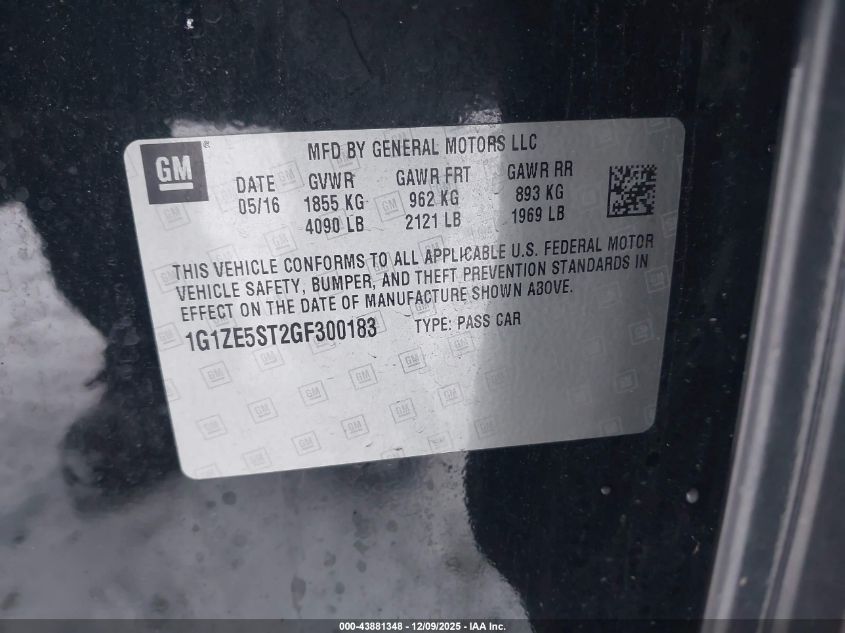 GM
MFD BY GENERAL MOTORS LLC
DATE GVWR GAWR FRT GAWR RR
05/16 1855 KG 962 KG 893 KG
4090 LB 2121 LB 1969 LB
THIS VEHICLE CONFORMS TO ALL APPLICABLE U.S. FEDERAL MOTOR
VEHICLE SAFETY, BUMPER, AND THEFT PREVENTION STANDARDS IN
EFFECT ON THE DATE OF MANUFACTURE SHOWN ABOVE.
1G1ZE5ST2GF300183 TYPE: PASS CAR
000-43881348 - 12/09/2025 - IAA Inc.